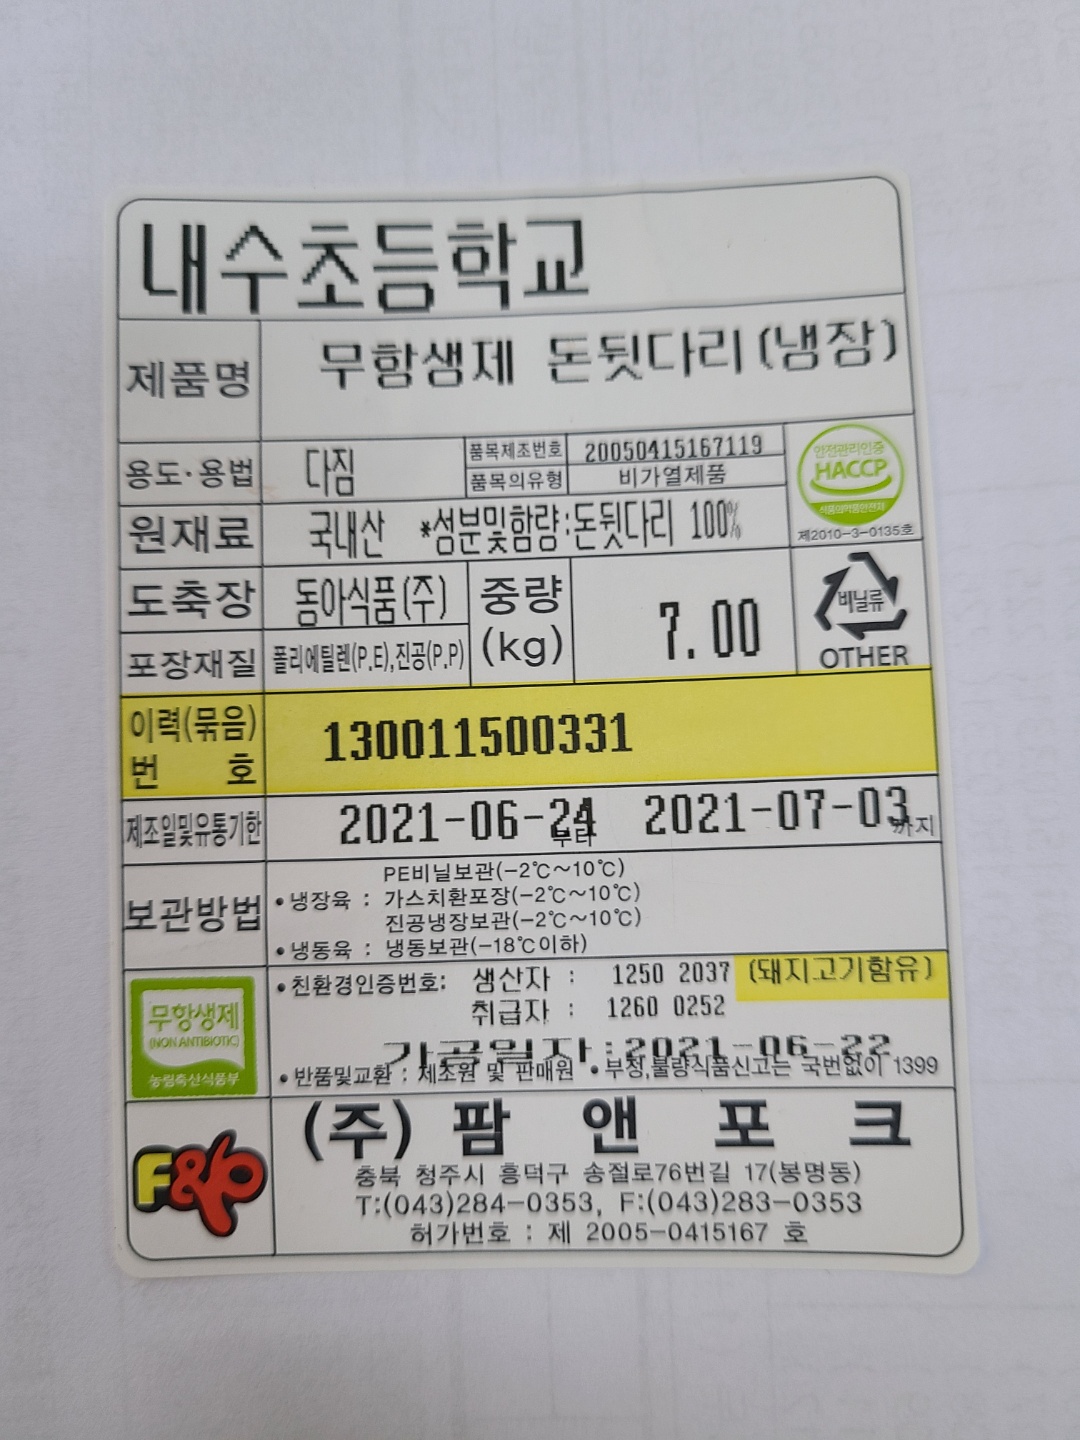 내수초등학교
제품명 무항생제 돈뒷다리(냉장)
용도·용법 다짐 품목제조번호 20050415167119
품목의유형 비가열제품
안전관리인증
HACCP
식품의약품안전처
제2010-3-0135호
원재료 국내산 *성분및함량:돈뒷다리 100%
도축장 동아식품(주) 중량(kg) 7.00
비닐류
OTHER
포장재질 폴리에틸렌(P.E),진공(P.P)
이력(묶음)번호 130011500331
제조일및유통기한 2021-06-24부터 2021-07-03까지
보관방법
PE비닐보관(-2℃~10℃)
•냉장육 : 가스치환포장(-2℃~10℃)
진공냉장보관(-2℃~10℃)
•냉동육 : 냉동보관(-18℃이하)
무항생제
(NON ANTIBIOTIC)
농림축산식품부
•친환경인증번호: 생산자 : 1250 2037 (돼지고기함유)
취급자 : 1260 0252
가공일자:2021-06-22
•반품및교환 : 제조원 및 판매원 •부정,불량식품신고는 국번없이 1399
F&P
(주) 팜 앤 포 크
충북 청주시 흥덕구 송절로76번길 17(봉명동)
T:(043)284-0353, F:(043)283-0353
허가번호 : 제 2005-0415167 호